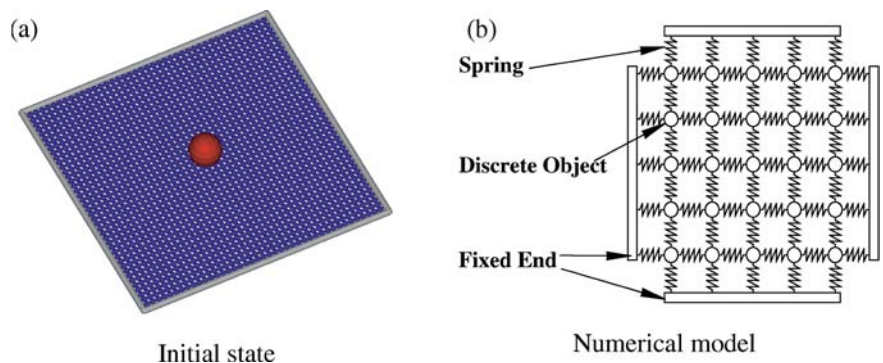 (a)
Initial state
(b)
Spring
Discrete Object
Fixed End
Numerical model